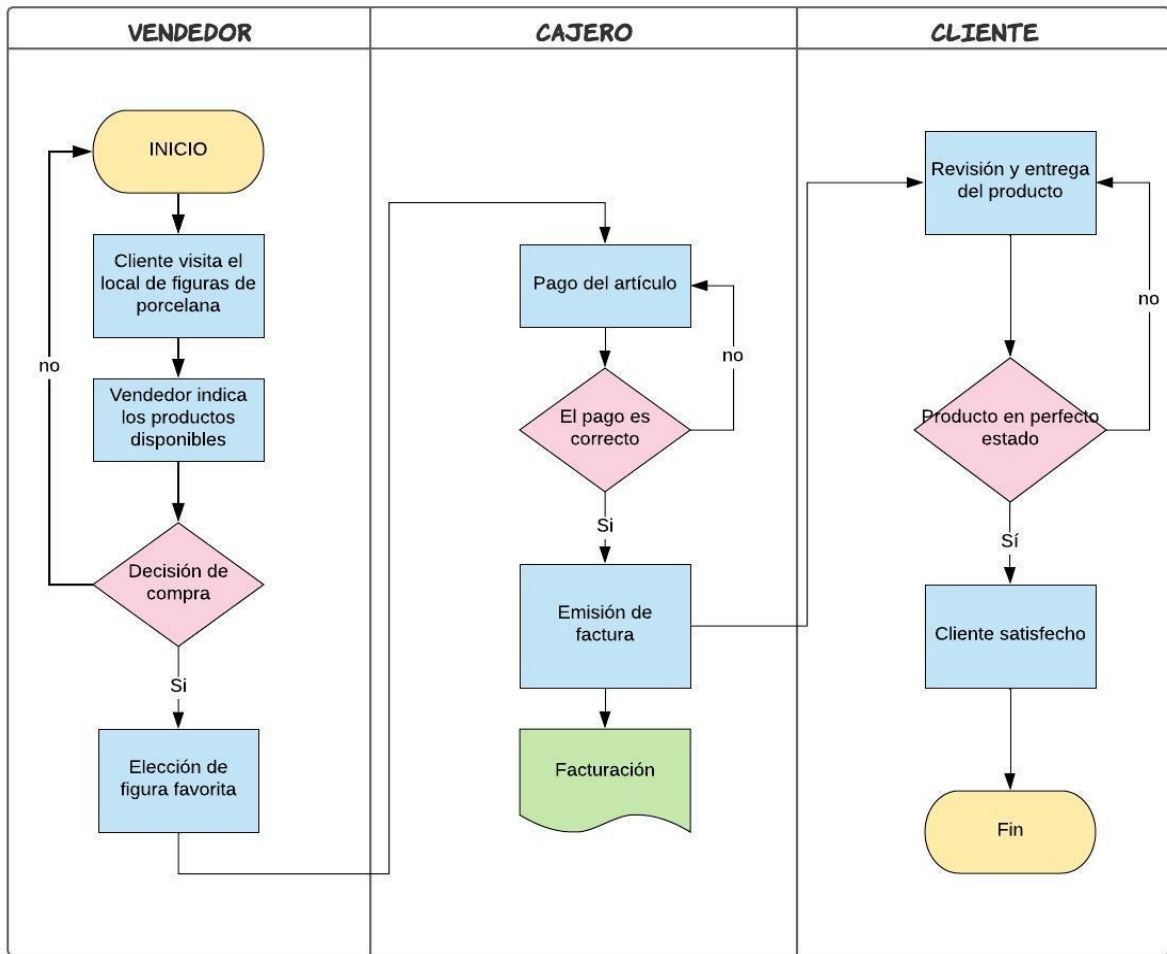 VENDEDOR
CAJERO
CLIENTE
INICIO
Cliente visita el
local de figuras de
porcelana
no
Vendedor indica
los productos
disponibles
Decisión de
compra
Si
Elección de
figura favorita
Pago del artículo
no
El pago es
correcto
Si
Emisión de
factura
Facturación
Revisión y entrega
del producto
no
Producto en perfecto
estado
Sí
Cliente satisfecho
Fin